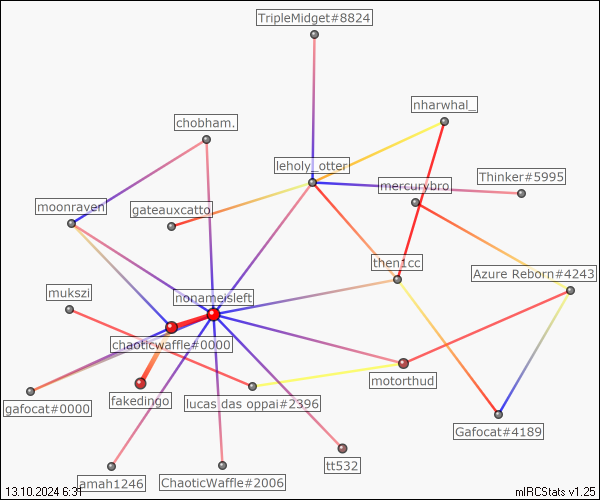 TripleMidget#8824
nharwhal_
chobham.
leholy_otter
Thinker#5995
mercurybro
moonraven
gateauxcatto
then1cc
Azure Reborn#4243
mukszi
nonameisleft
chaoticwaffle#0000
motorthud
fakedingo
lucas das oppai#2396
gafocat#0000
Gafocat#4189
tt532
amah1246
ChaoticWaffle#2006
13.10.2024 6:31
mIRCStats v1.25